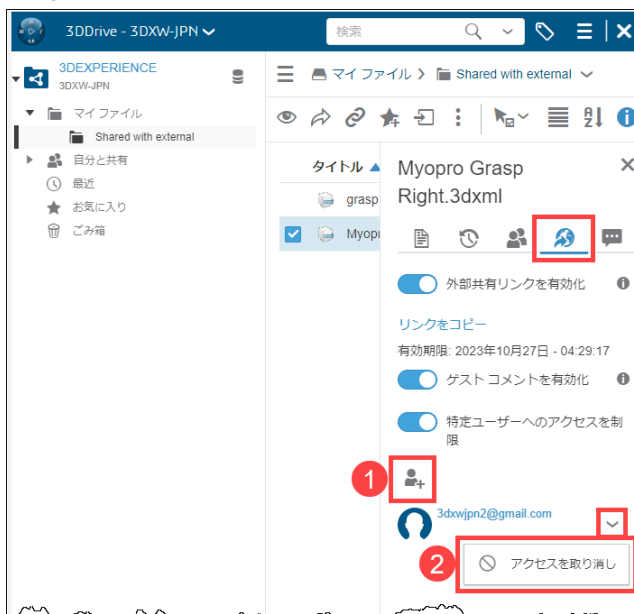 3DDrive - 3DXW-JPN
検索
3DEXPERIENCE
3DXW-JPN
マイ ファイル
Shared with external
自分と共有
最近
お気に入り
ごみ箱
マイ ファイル
Shared with external
タイトル
grasp
Myopro Grasp
Right.3dxml
外部共有リンクを有効化
リンクをコピー
有効期限: 2023年10月27日 - 04:29:17
ゲスト コメントを有効化
特定ユーザーへのアクセスを制
限
1
3dxwjpn2@gmail.com
2
アクセスを取り消し